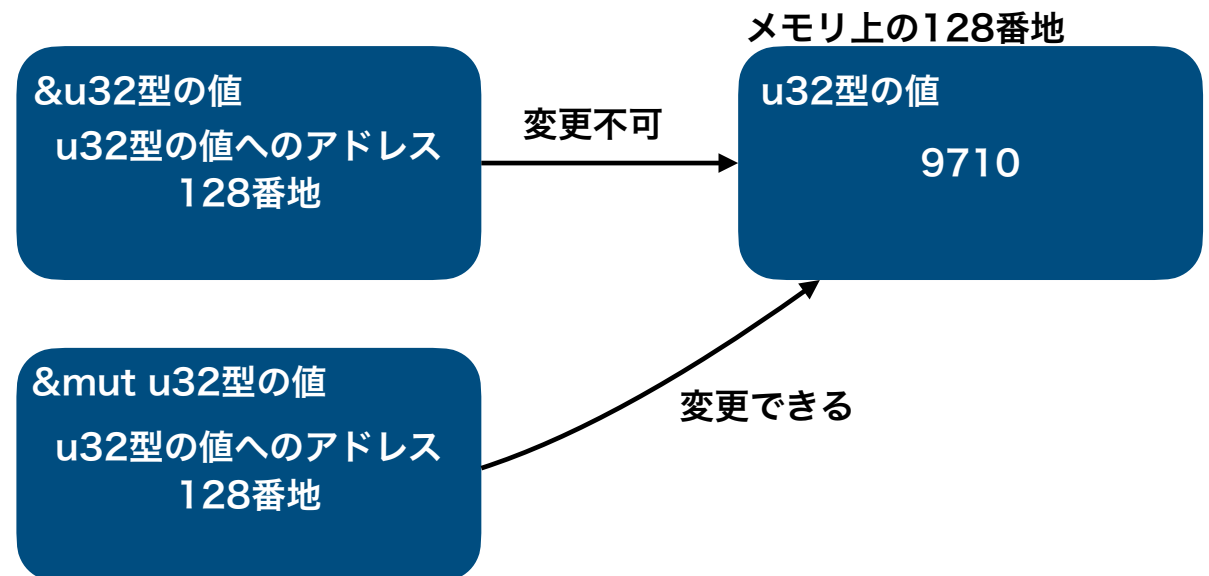 &u32型の値
u32型の値へのアドレス
128番地
変更不可
メモリ上の128番地
u32型の値
9710
&mut u32型の値
u32型の値へのアドレス
128番地
変更できる